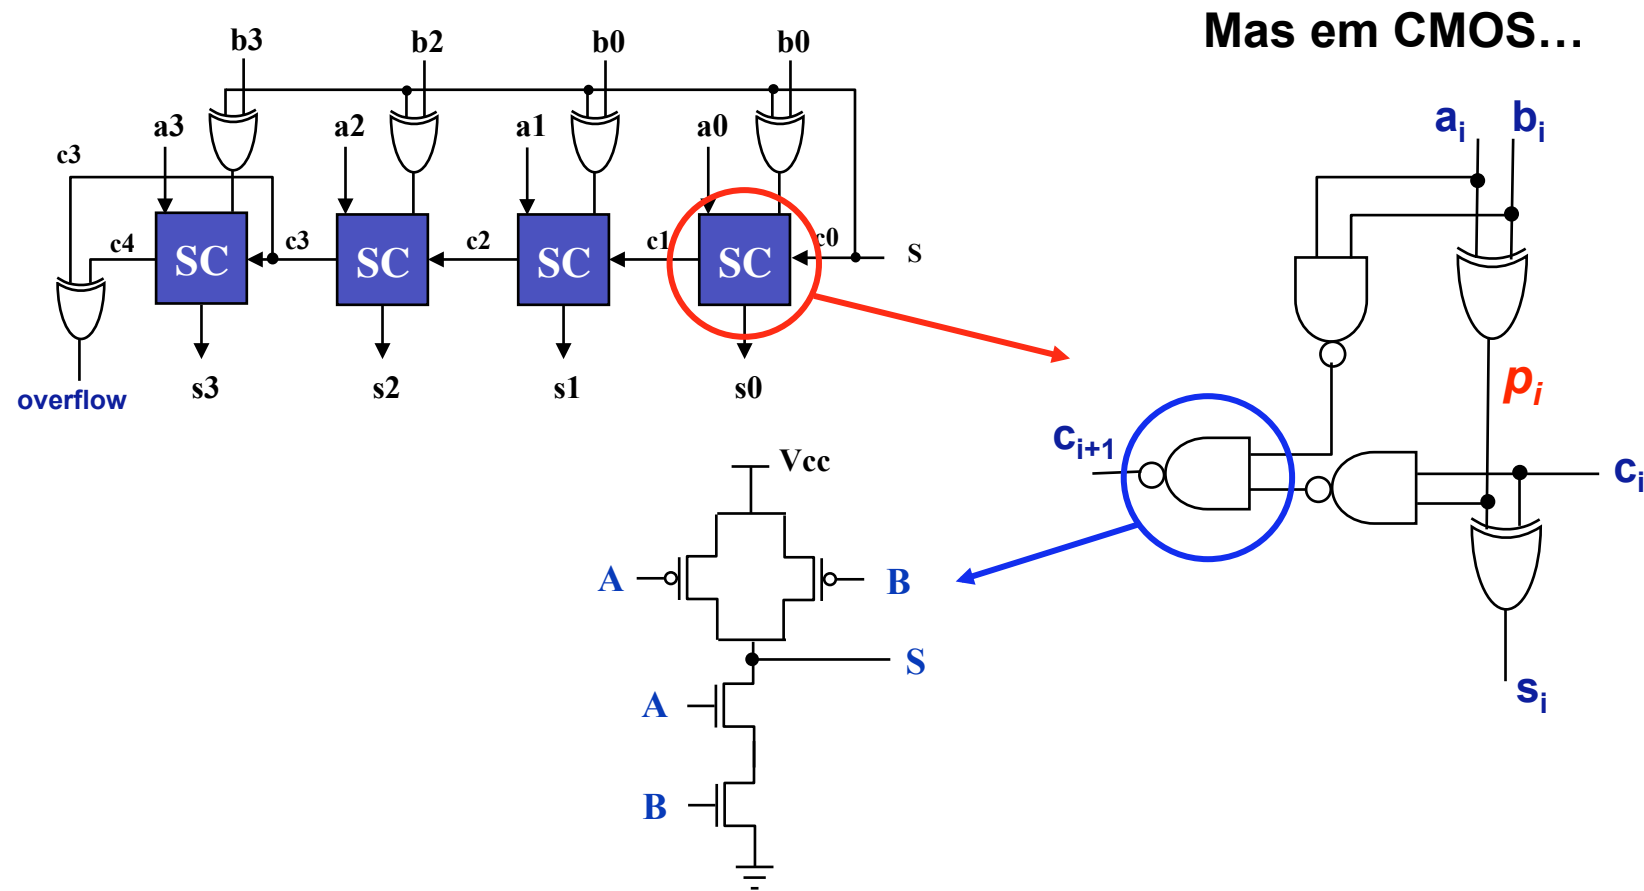 Mas em CMOS…
b3 b2 b0 b0
a3 a2 a1 a0
c3
c4 c3 c2 c1 c0 S
SC SC SC SC
s3 s2 s1 s0
overflow
ai bi
pi
ci+1 ci
si
Vcc
A B
S
A
B